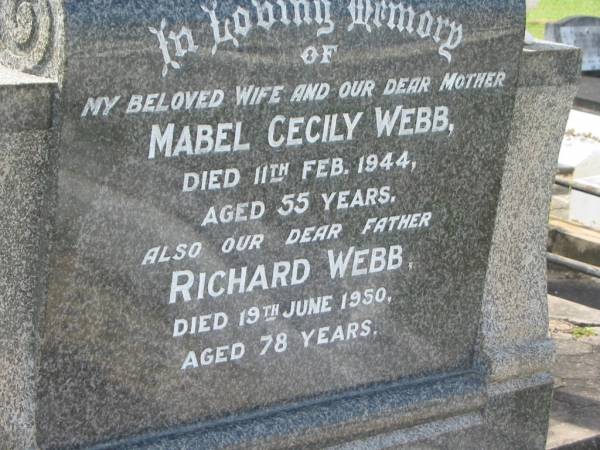 In Loving Memory
OF
MY BELOVED WIFE AND OUR DEAR MOTHER
MABEL CECILY WEBB,
DIED 11TH FEB. 1944,
AGED 55 YEARS,
ALSO OUR DEAR FATHER
RICHARD WEBB,
DIED 19TH JUNE 1950,
AGED 78 YEARS.